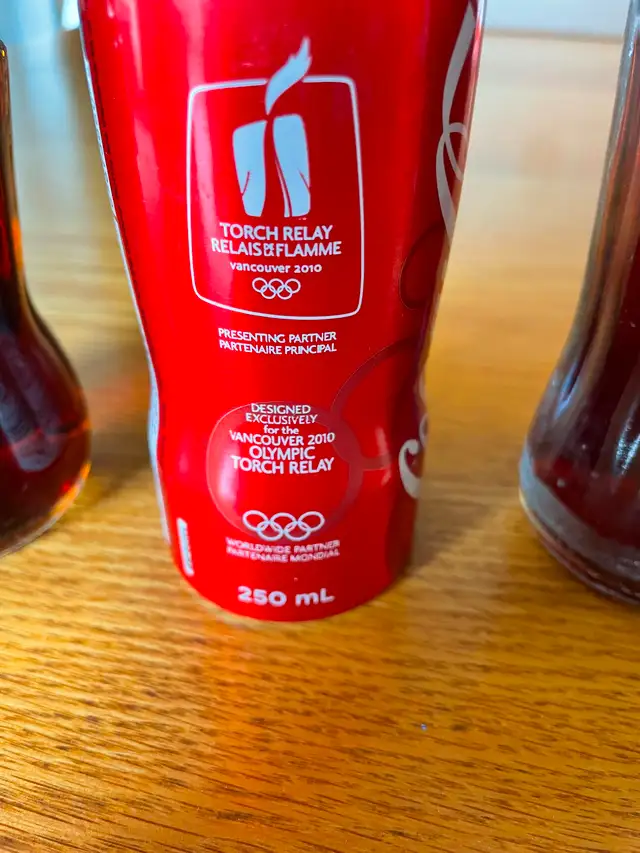 TORCH RELAY
RELAIS DE LA FLAMME
vancouver 2010
PRESENTING PARTNER
PARTENAIRE PRINCIPAL
DESIGNED
EXCLUSIVELY
for the
VANCOUVER 2010
OLYMPIC
TORCH RELAY
WORLDWIDE PARTNER
PARTENAIRE MONDIAL
250 mL